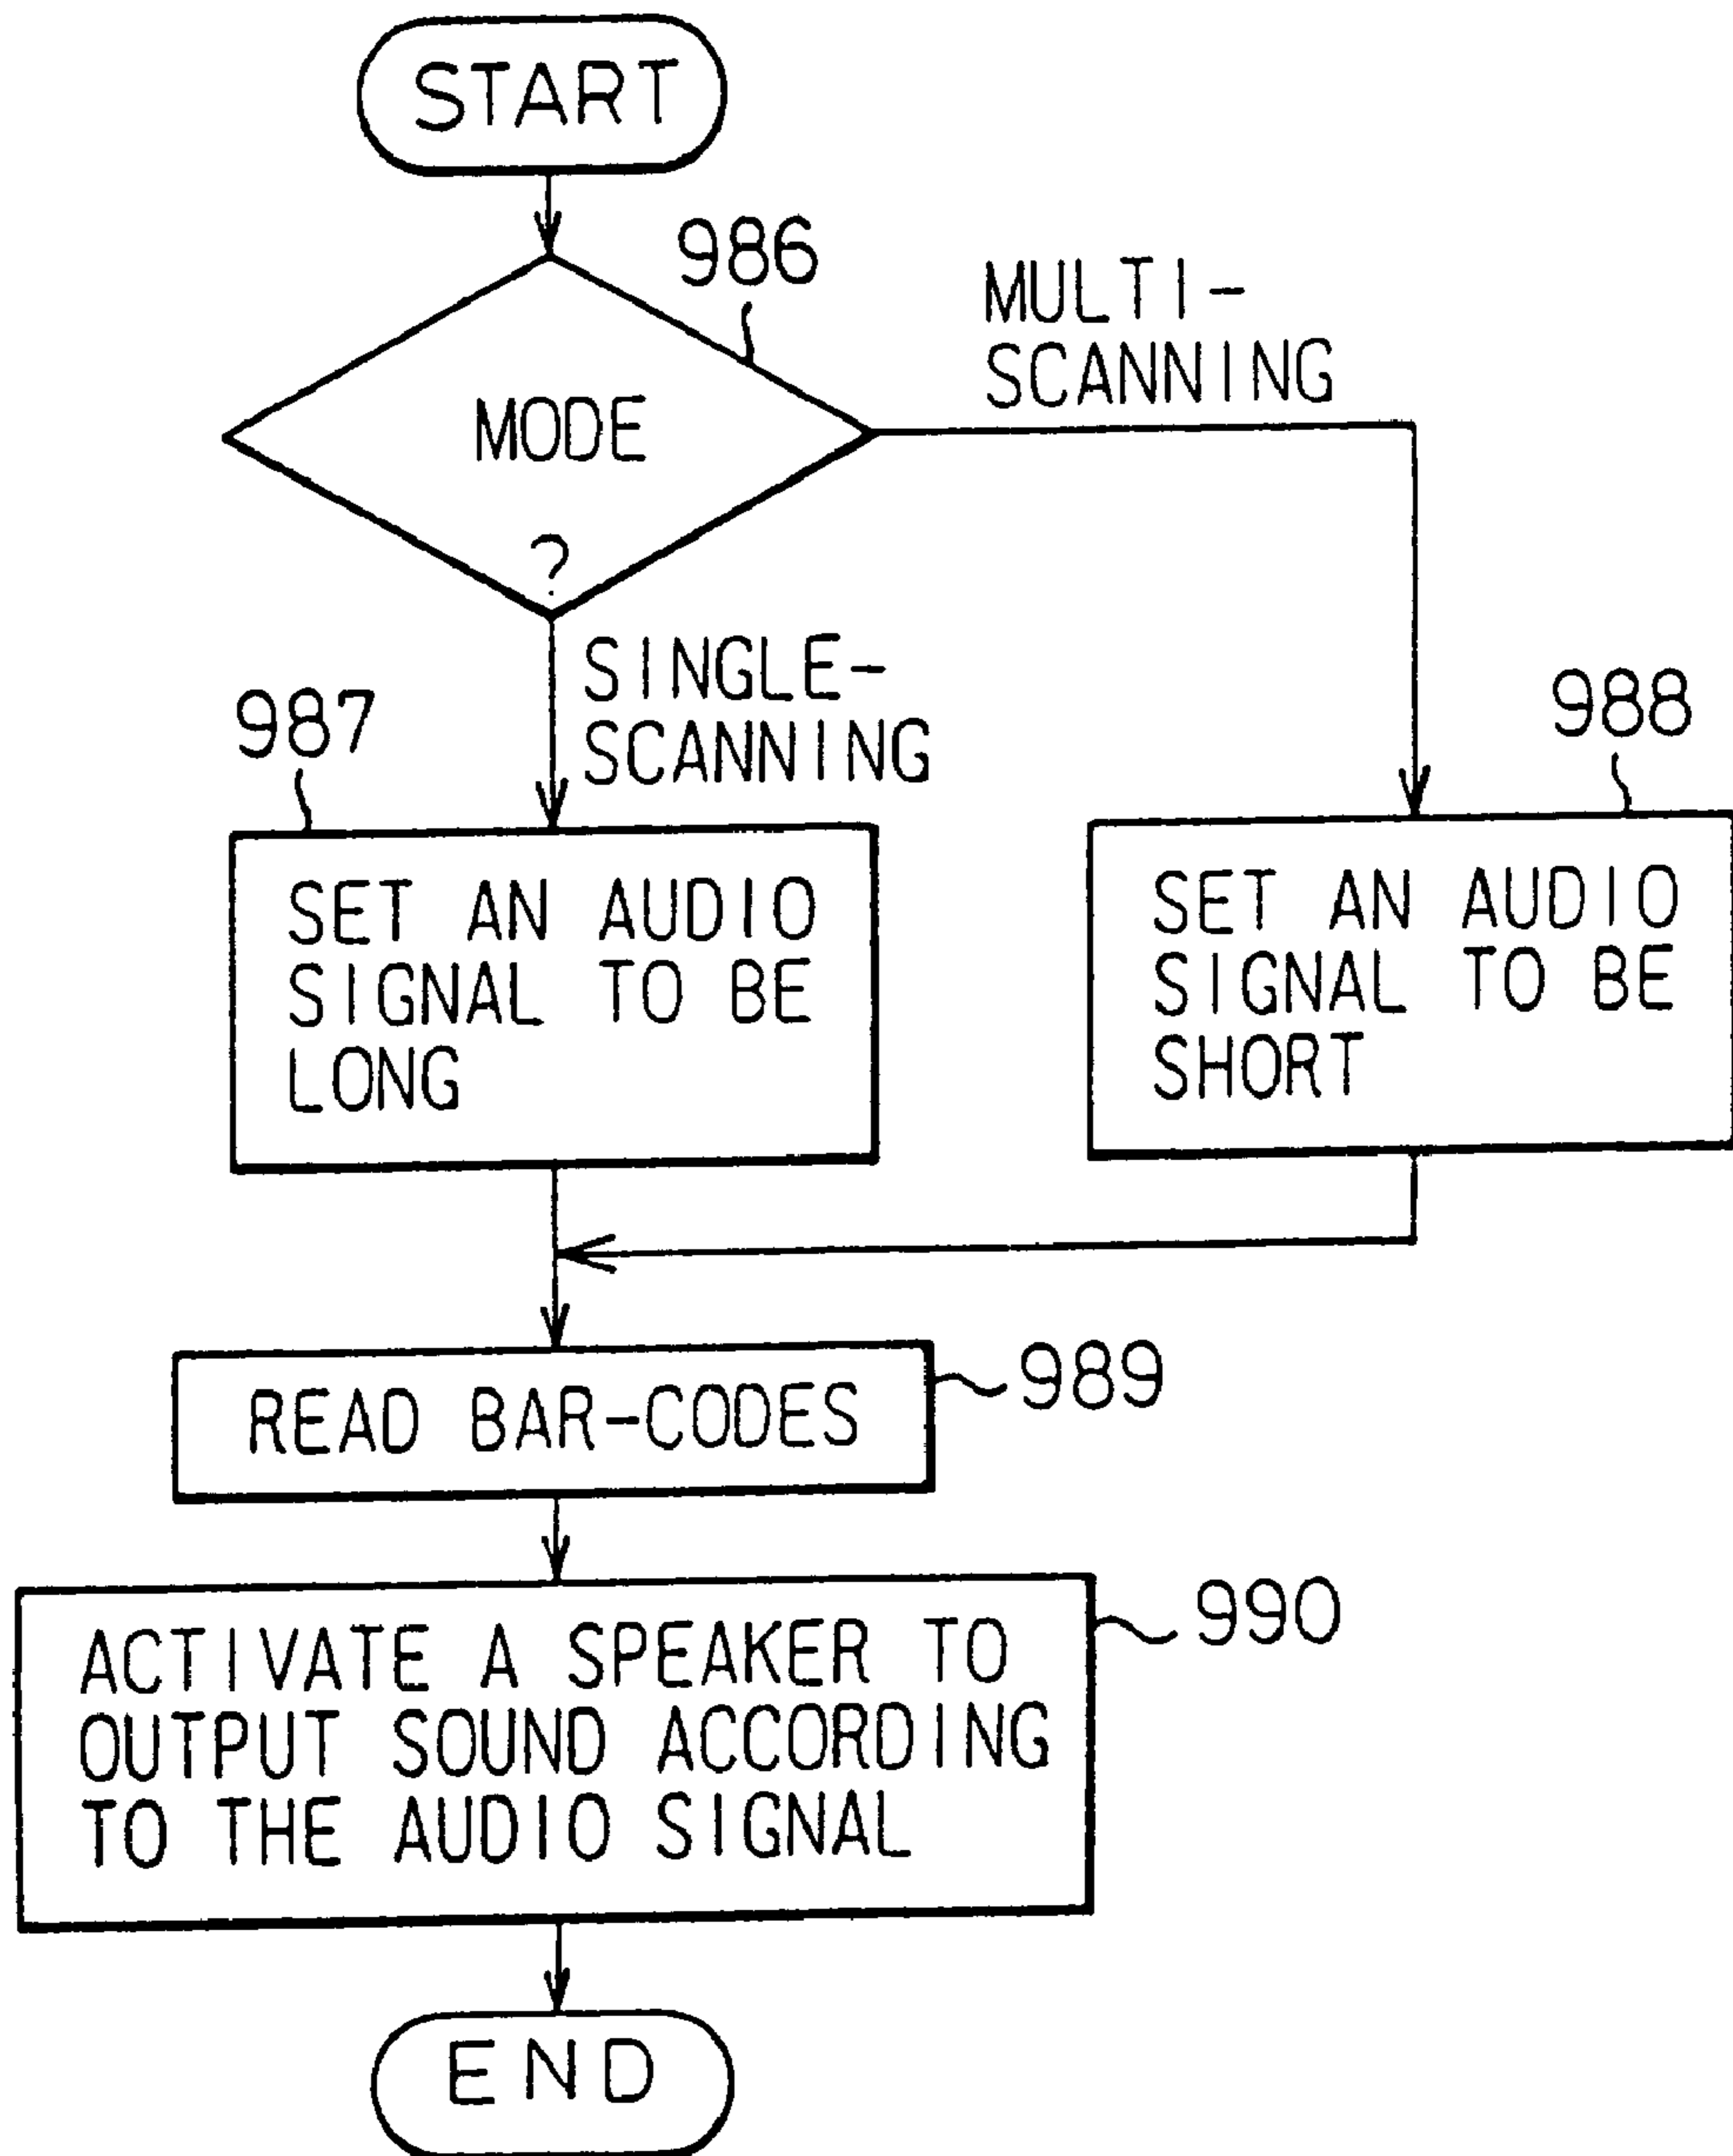 START
986
MULTI-
SCANNING
MODE
?
SINGLE-
SCANNING
987
988
SET AN AUDIO
SIGNAL TO BE
LONG
SET AN AUDIO
SIGNAL TO BE
SHORT
READ BAR-CODES
989
ACTIVATE A SPEAKER TO
OUTPUT SOUND ACCORDING
TO THE AUDIO SIGNAL
990
END